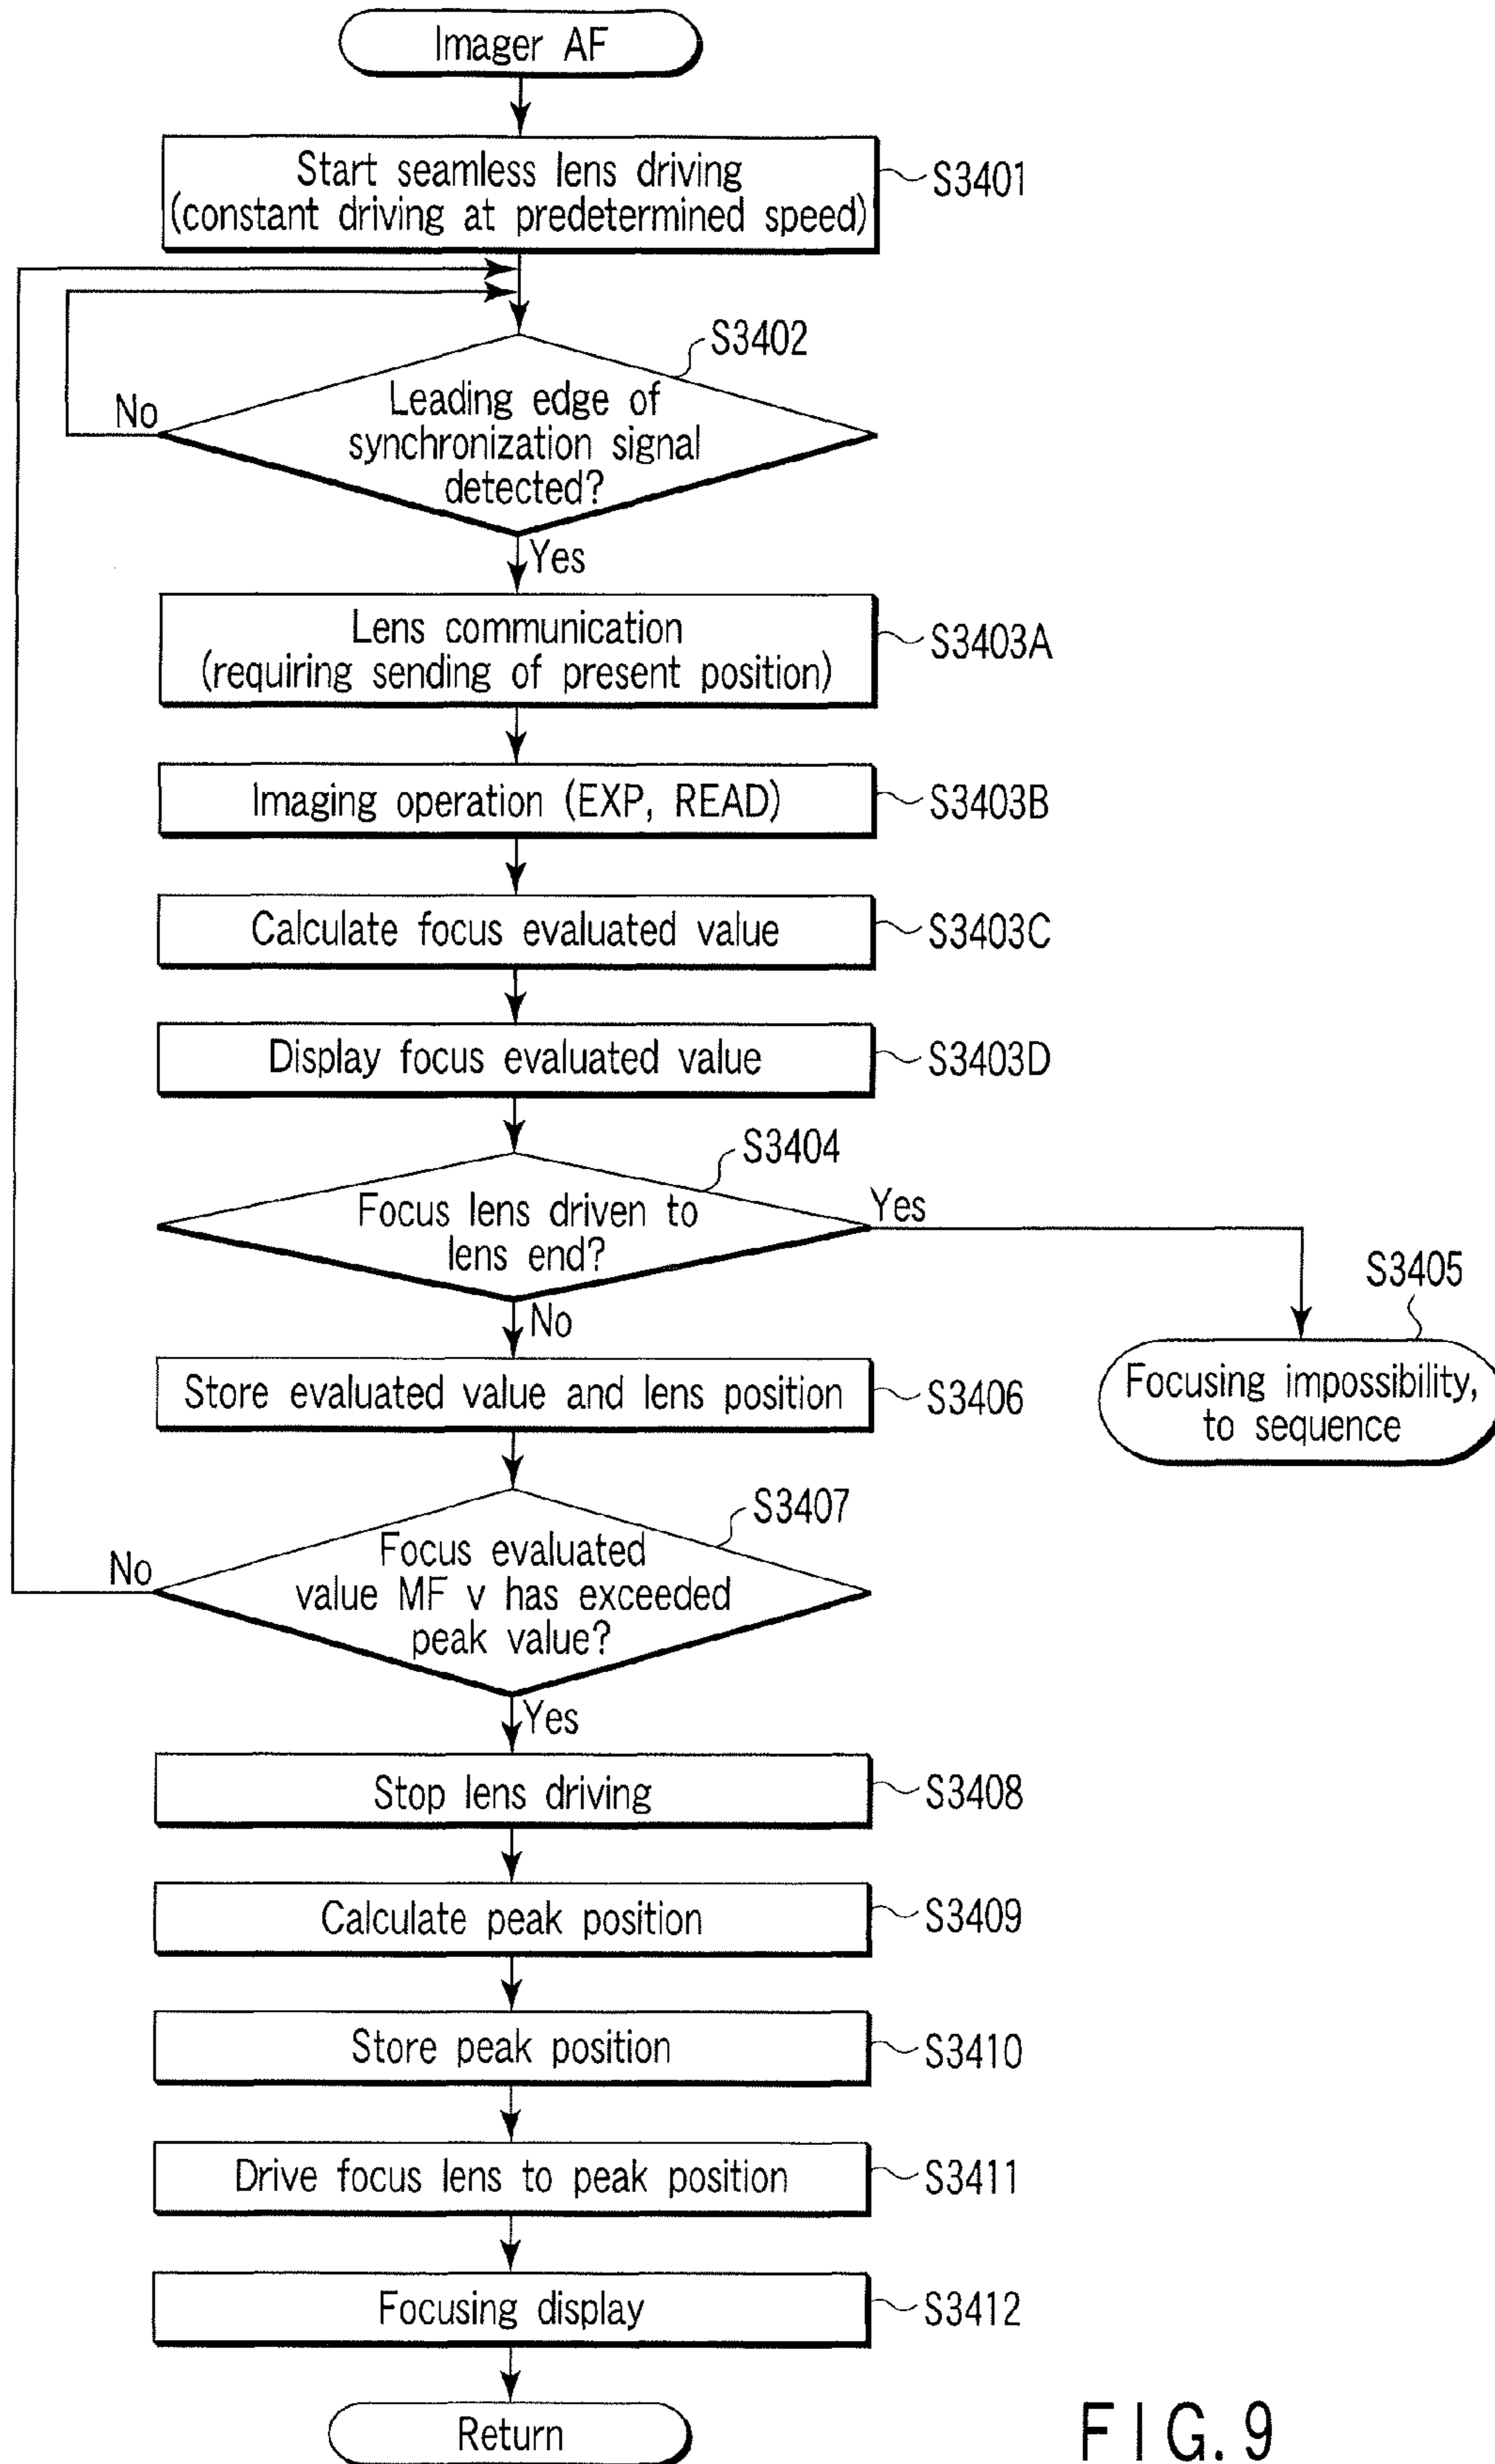 Imager AF
Start seamless lens driving
(constant driving at predetermined speed)
S3401
S3402
Leading edge of
synchronization signal
detected?
No
Yes
Lens communication
(requiring sending of present position)
S3403A
Imaging operation (EXP, READ)
S3403B
Calculate focus evaluated value
S3403C
Display focus evaluated value
S3403D
S3404
Focus lens driven to
lens end?
Yes
No
S3405
Focusing impossibility,
to sequence
Store evaluated value and lens position
S3406
S3407
Focus evaluated
value MF v has exceeded
peak value?
No
Yes
Stop lens driving
S3408
Calculate peak position
S3409
Store peak position
S3410
Drive focus lens to peak position
S3411
Focusing display
S3412
Return
FIG. 9